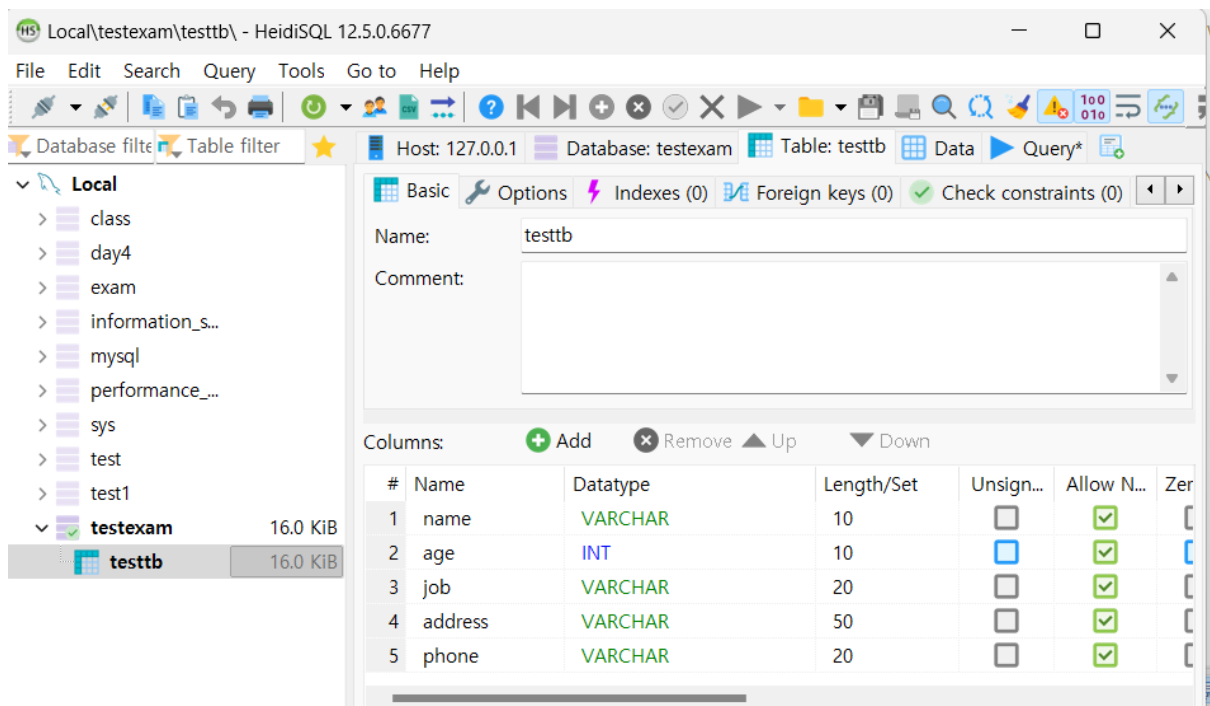 Local\testexam\testtb\ - HeidiSQL 12.5.0.6677
File Edit Search Query Tools Go to Help
Database filte Table filter
Host: 127.0.0.1 Database: testexam Table: testtb Data Query*
Local
class
day4
exam
information_s...
mysql
performance_...
sys
test
test1
testexam 16.0 KiB
testtb 16.0 KiB
Basic Options Indexes (0) Foreign keys (0) Check constraints (0)
Name: testtb
Comment:
Columns: Add Remove Up Down
# Name Datatype Length/Set Unsign... Allow N... Zer
1 name VARCHAR 10
2 age INT 10
3 job VARCHAR 20
4 address VARCHAR 50
5 phone VARCHAR 20